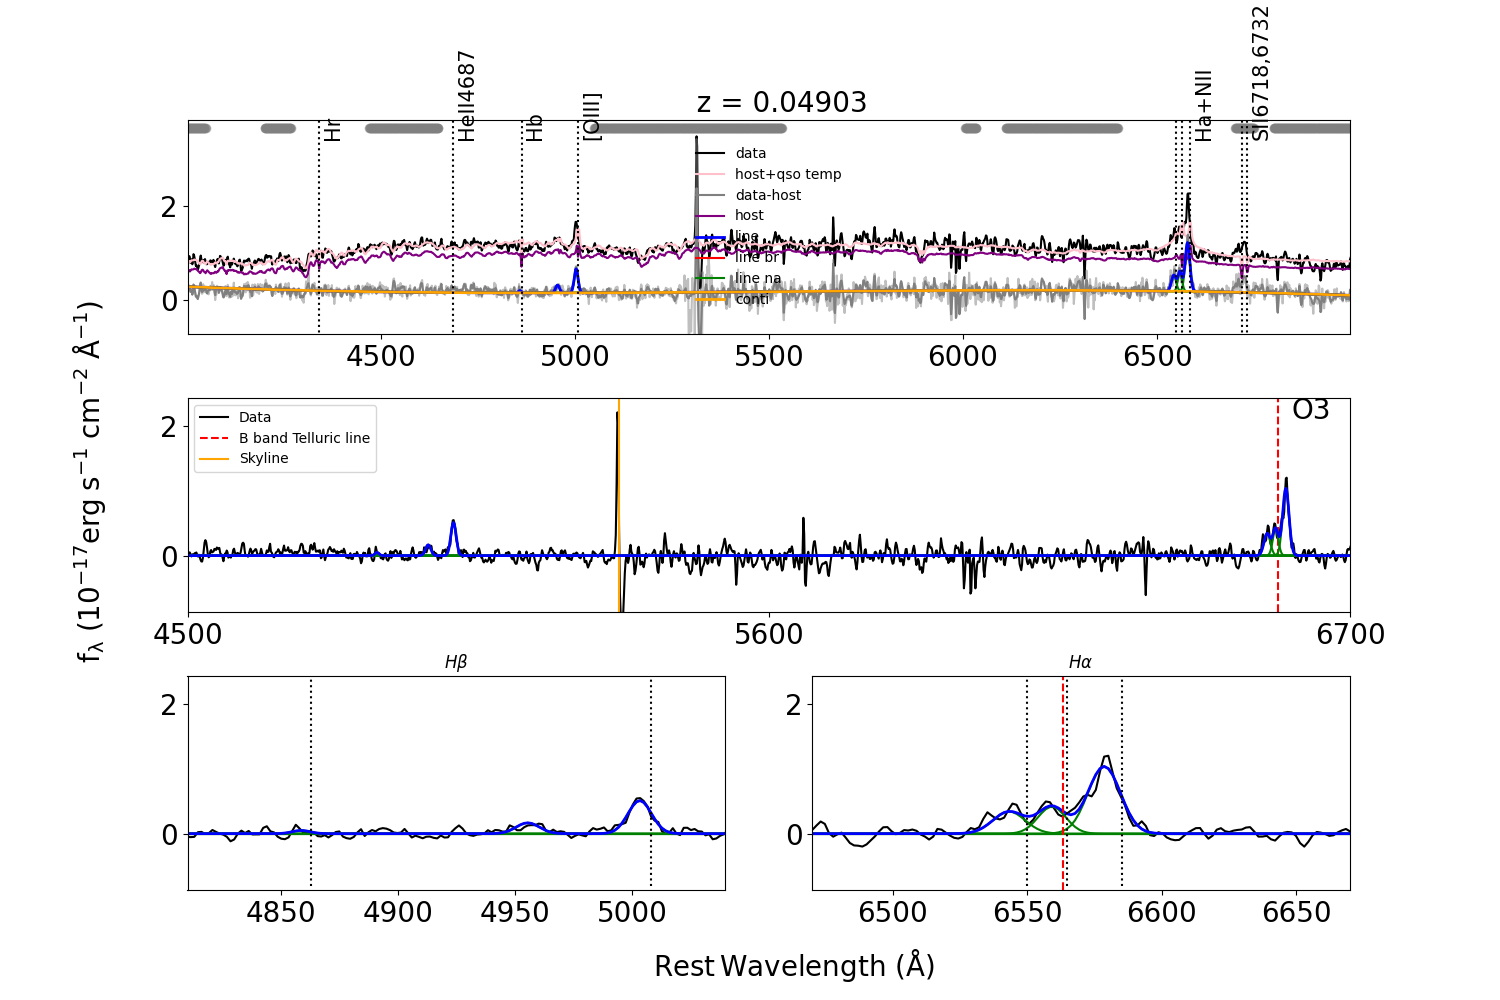 Hr
HeII4687
Hb
[OIII]
Ha+NII
SII6718,6732
z = 0.04903
data
host+qso temp
data-host
host
line
line br
line na
conti
2
0
4500
5000
5500
6000
6500
Data
B band Telluric line
Skyline
O3
2
0
4500
5600
6700
fλ (10⁻¹⁷erg s⁻¹ cm⁻² Å⁻¹)
Hβ
2
0
4850
4900
4950
5000
Hα
2
0
6500
6550
6600
6650
Rest Wavelength (Å)